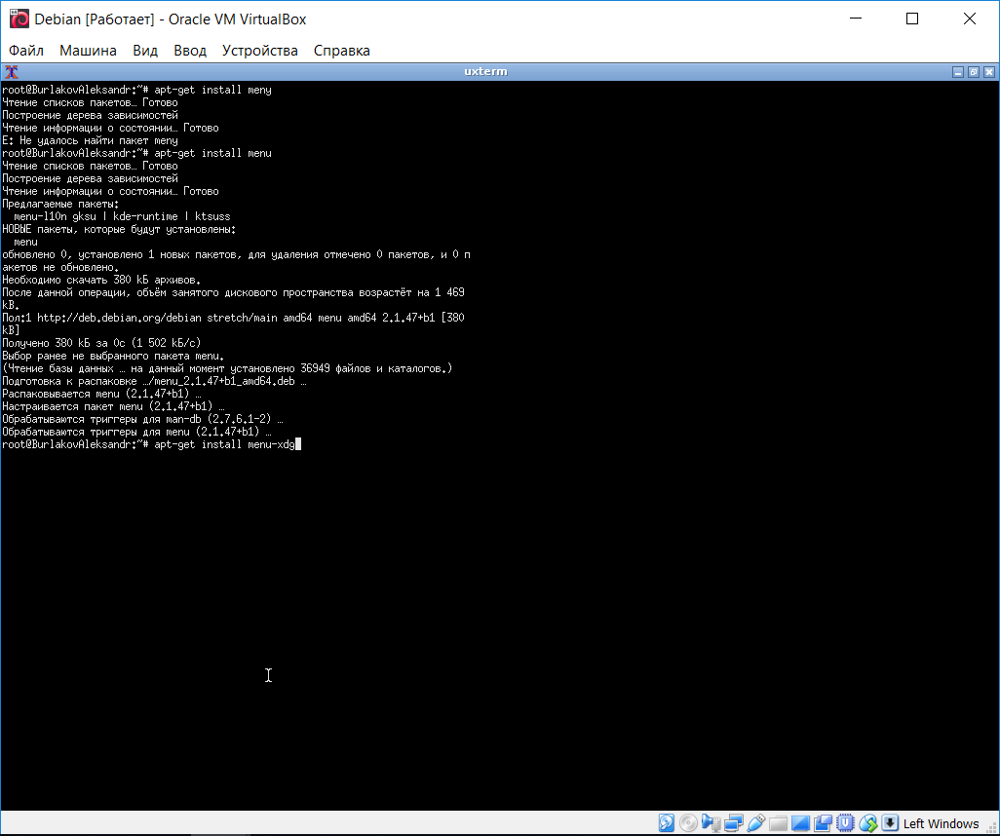 Debian [Работает] - Oracle VM VirtualBox
Файл Машина Вид Ввод Устройства Справка
uxterm
root@BurlakovAleksandr:~# apt-get install meny
Чтение списков пакетов… Готово
Построение дерева зависимостей
Чтение информации о состоянии… Готово
E: Не удалось найти пакет meny
root@BurlakovAleksandr:~# apt-get install menu
Чтение списков пакетов… Готово
Построение дерева зависимостей
Чтение информации о состоянии… Готово
Предлагаемые пакеты:
  menu-l10n gksu | kde-runtime | ktsuss
НОВЫЕ пакеты, которые будут установлены:
  menu
обновлено 0, установлено 1 новых пакетов, для удаления отмечено 0 пакетов, и 0 п
акетов не обновлено.
Необходимо скачать 380 kБ архивов.
После данной операции, объём занятого дискового пространства возрастёт на 1 469
kB.
Пол:1 http://deb.debian.org/debian stretch/main amd64 menu amd64 2.1.47+b1 [380
kB]
Получено 380 kБ за 0с (1 502 kБ/c)
Выбор ранее не выбранного пакета menu.
(Чтение базы данных … на данный момент установлено 36949 файлов и каталогов.)
Подготовка к распаковке …/menu_2.1.47+b1_amd64.deb …
Распаковывается menu (2.1.47+b1) …
Настраивается пакет menu (2.1.47+b1) …
Обрабатываются триггеры для man-db (2.7.6.1-2) …
Обрабатываются триггеры для menu (2.1.47+b1) …
root@BurlakovAleksandr:~# apt-get install menu-xdg
Left Windows